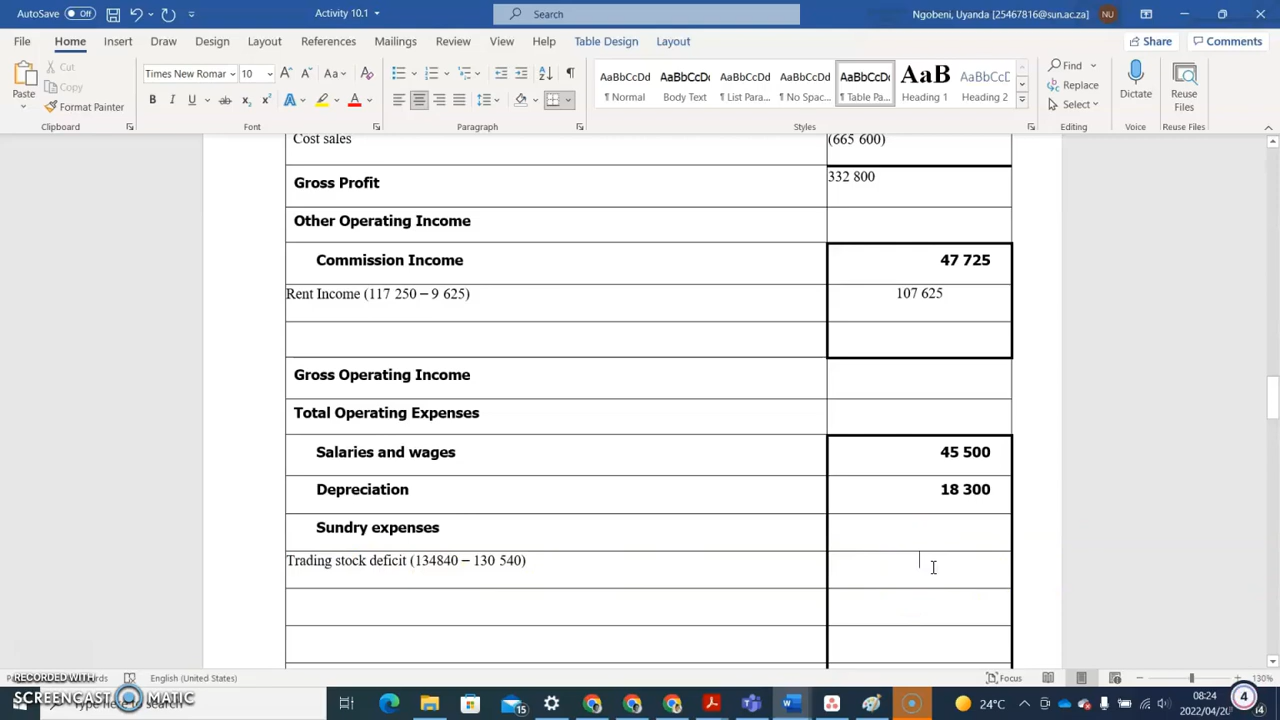 AutoSave Off Activity 10.1 Search Ngobeni, Uyanda [25467816@sun.ac.za] NU
File Home Insert Draw Design Layout References Mailings Review View Help Table Design Layout Share Comments
Paste Cut Copy Format Painter
Times New Romar 10
AaBbCcDd AaBbCcDc AaBbCcDd AaBbCcDd AaBbCcDc AaB AaBbCcDd
¶ Normal Body Text ¶ List Para... ¶ No Spac... ¶ Table Pa... Heading 1 Heading 2
Find Replace Select Dictate Reuse Files
Clipboard Font Paragraph Styles Editing Voice Reuse Files
Cost sales (665 600)
Gross Profit 332 800
Other Operating Income
Commission Income 47 725
Rent Income (117 250 – 9 625) 107 625
Gross Operating Income
Total Operating Expenses
Salaries and wages 45 500
Depreciation 18 300
Sundry expenses
Trading stock deficit (134840 – 130 540)
RECORDED WITH English (United States) Focus 130%
SCREENCAST MATIC 15 24°C 08:24 2022/04/20 4